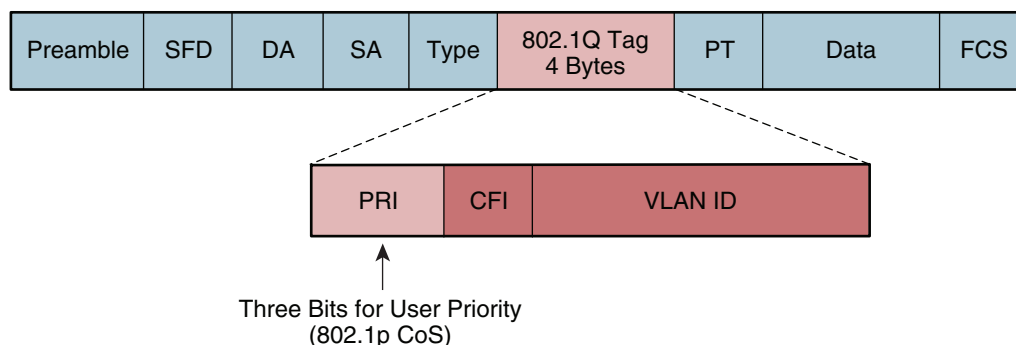 Preamble SFD DA SA Type 802.1Q Tag 4 Bytes PT Data FCS
PRI CFI VLAN ID
Three Bits for User Priority
(802.1p CoS)